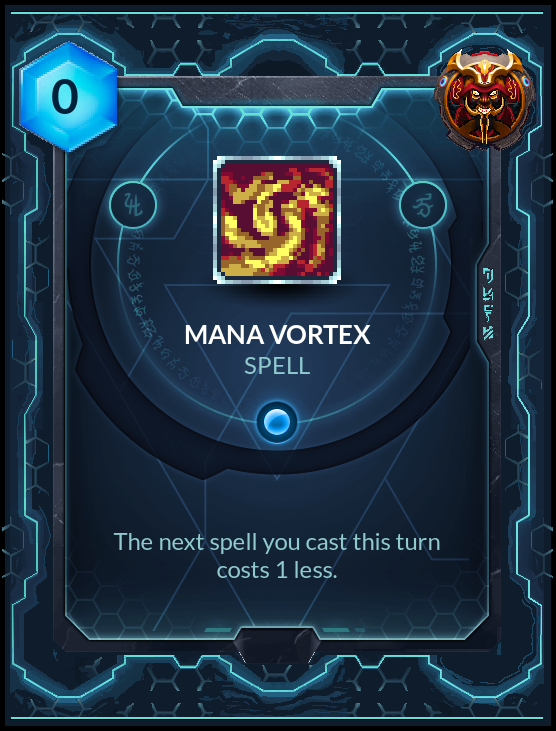 0
MANA VORTEX
SPELL
The next spell you cast this turn
costs 1 less.